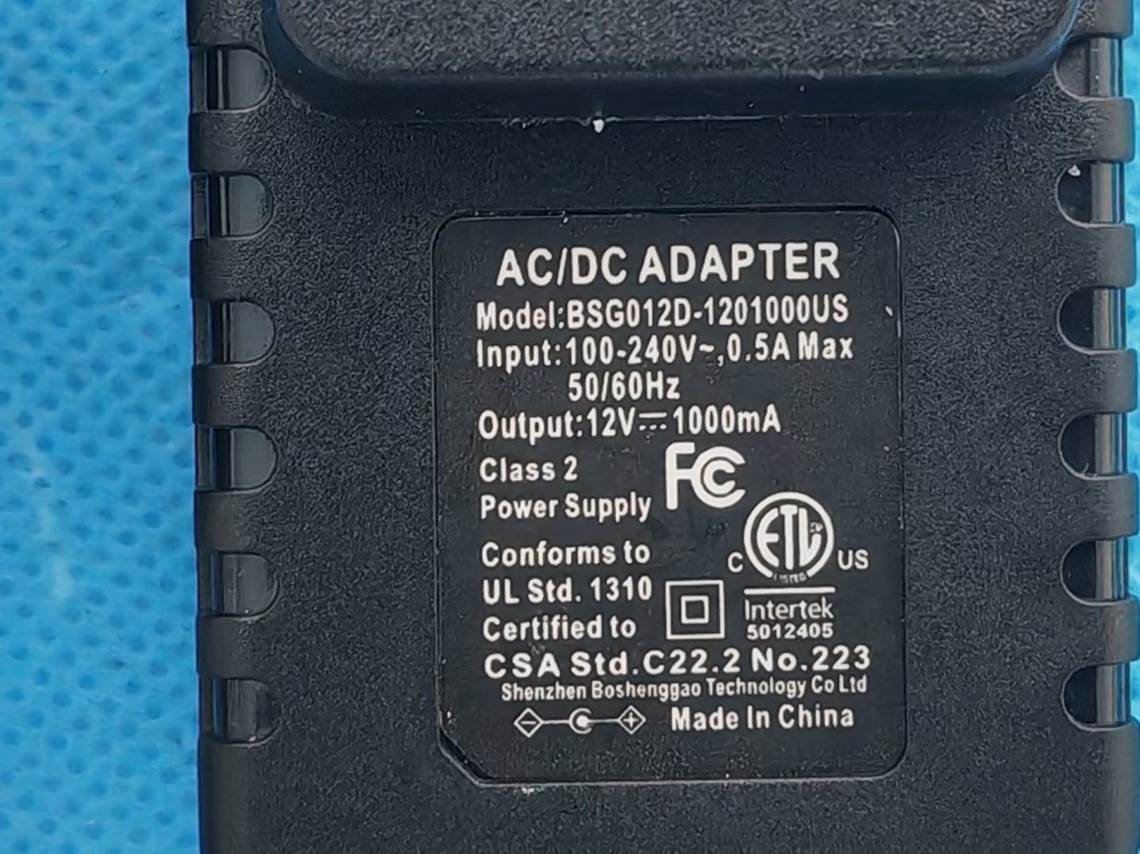 AC/DC ADAPTER
Model:BSG012D-1201000US
Input:100-240V~,0.5A Max
50/60Hz
Output:12V⎓1000mA
Class 2
Power Supply
FC
Conforms to
UL Std. 1310
Certified to
C ETL US
LISTED
Intertek
5012405
CSA Std.C22.2 No.223
Shenzhen Boshenggao Technology Co Ltd
Made In China